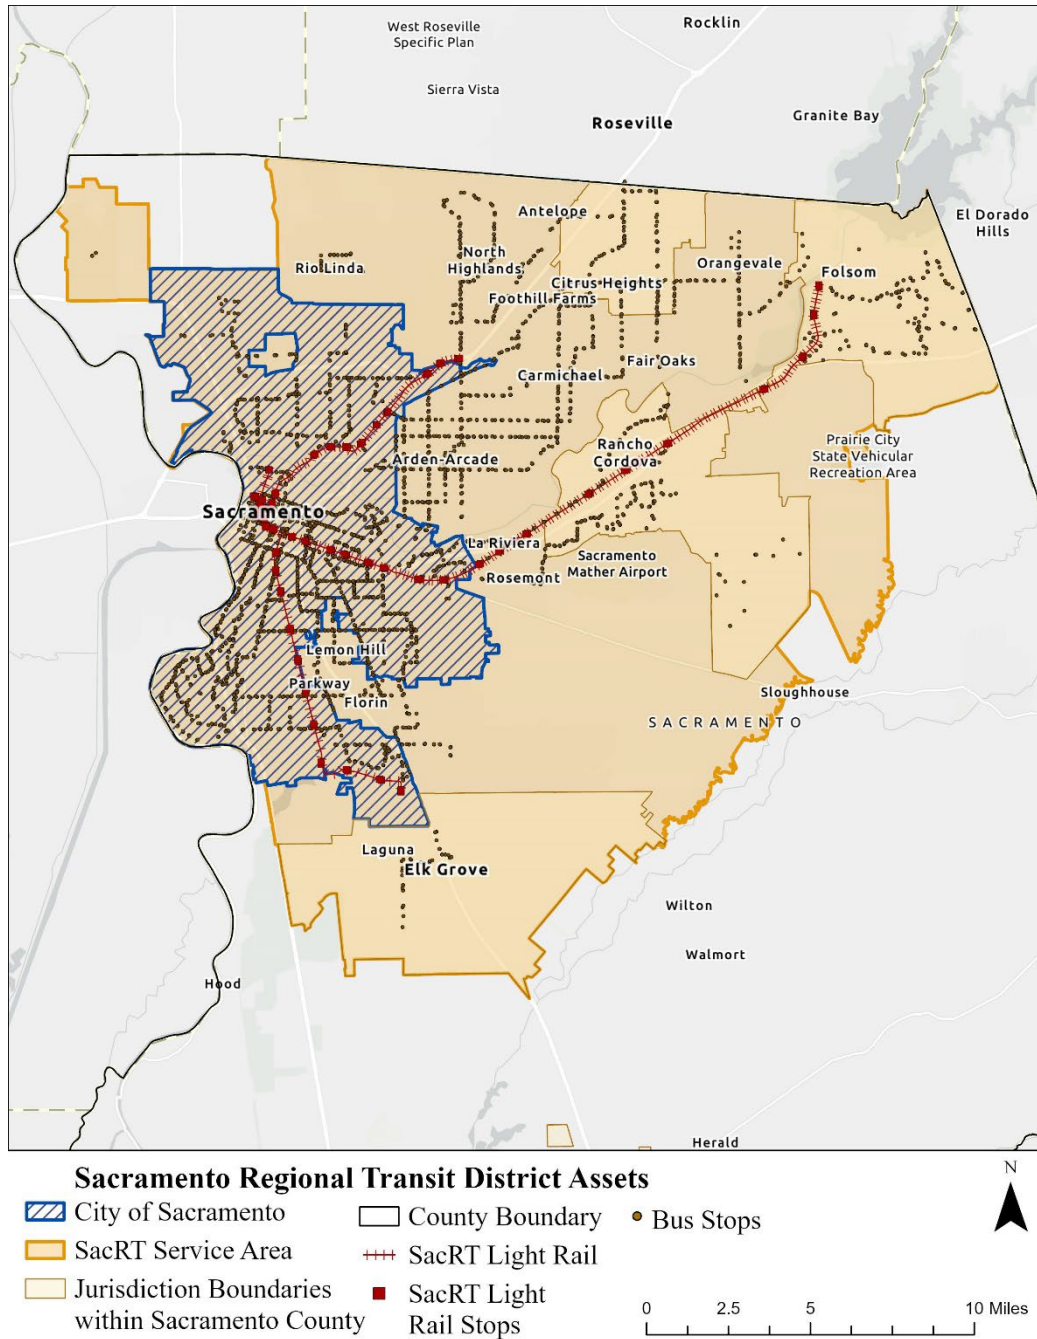 West Roseville
Specific Plan
Rocklin
Sierra Vista
Roseville
Granite Bay
El Dorado
Hills
Antelope
North
Highlands
Rio Linda
Orangevale
Folsom
Citrus Heights
Foothill Farms
Fair Oaks
Carmichael
Arden-Arcade
Rancho
Cordova
Prairie City
State Vehicular
Recreation Area
Sacramento
La Riviera
Rosemont
Sacramento
Mather Airport
Lemon Hill
Parkway
Florin
Sloughhouse
SACRAMENTO
Laguna
Elk Grove
Wilton
Walmort
Hood
Herald
Sacramento Regional Transit District Assets
City of Sacramento
County Boundary
Bus Stops
SacRT Service Area
SacRT Light Rail
Jurisdiction Boundaries
within Sacramento County
SacRT Light
Rail Stops
N
0 2.5 5 10 Miles